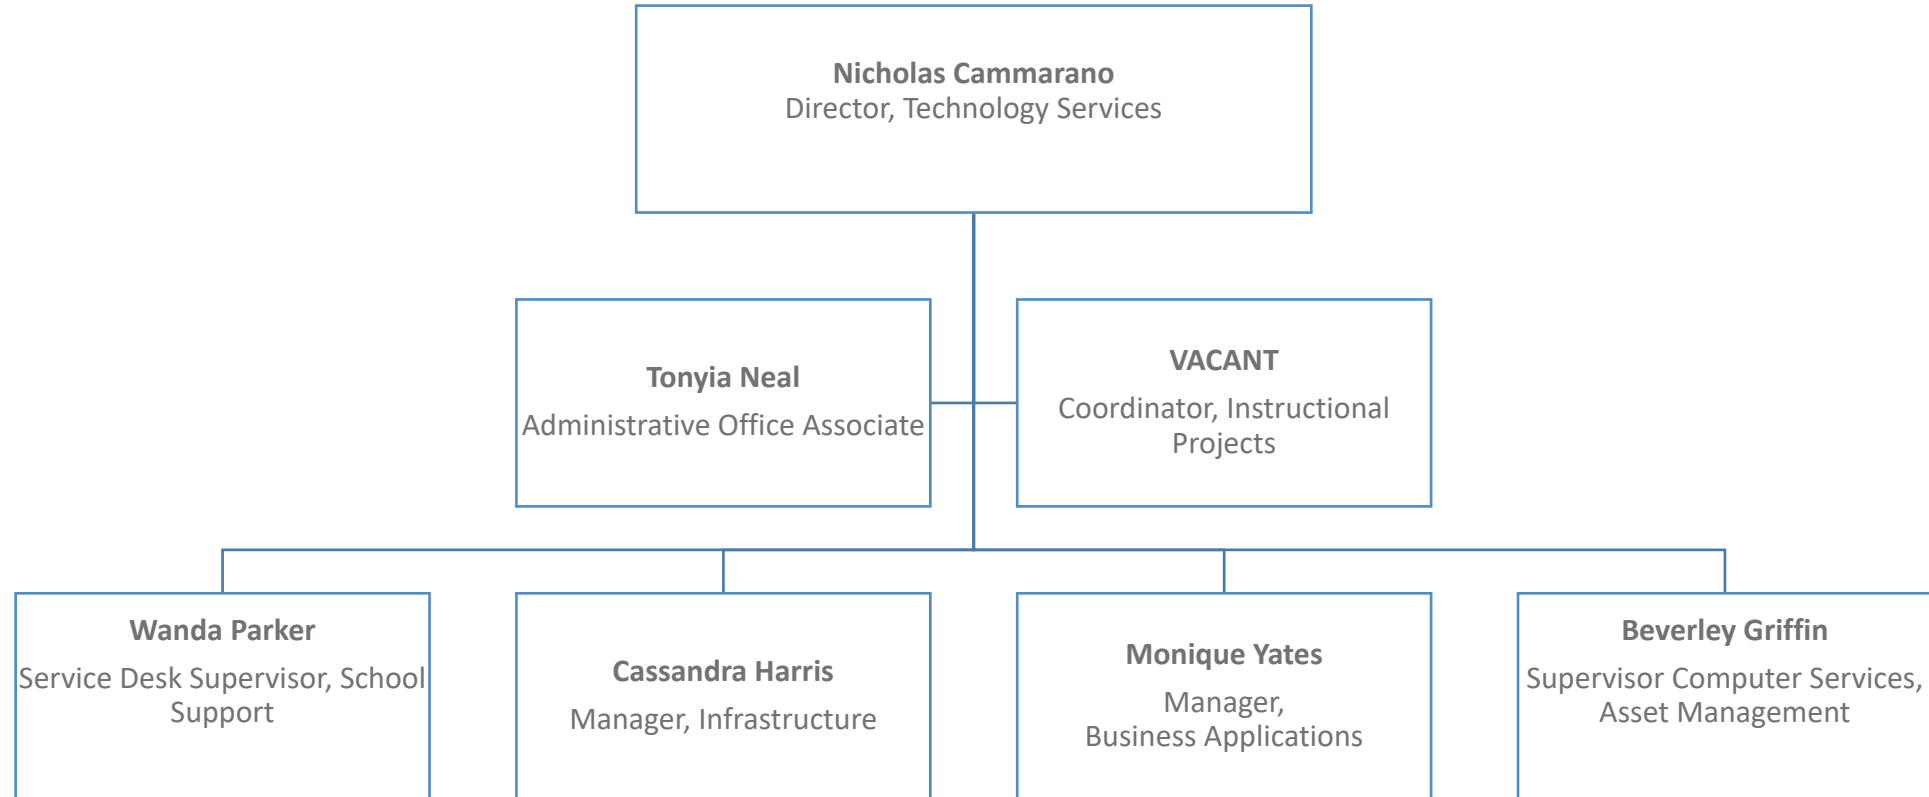 Nicholas Cammarano
Director, Technology Services
Tonyia Neal
Administrative Office Associate
VACANT
Coordinator, Instructional
Projects
Wanda Parker
Service Desk Supervisor, School
Support
Cassandra Harris
Manager, Infrastructure
Monique Yates
Manager,
Business Applications
Beverley Griffin
Supervisor Computer Services,
Asset Management